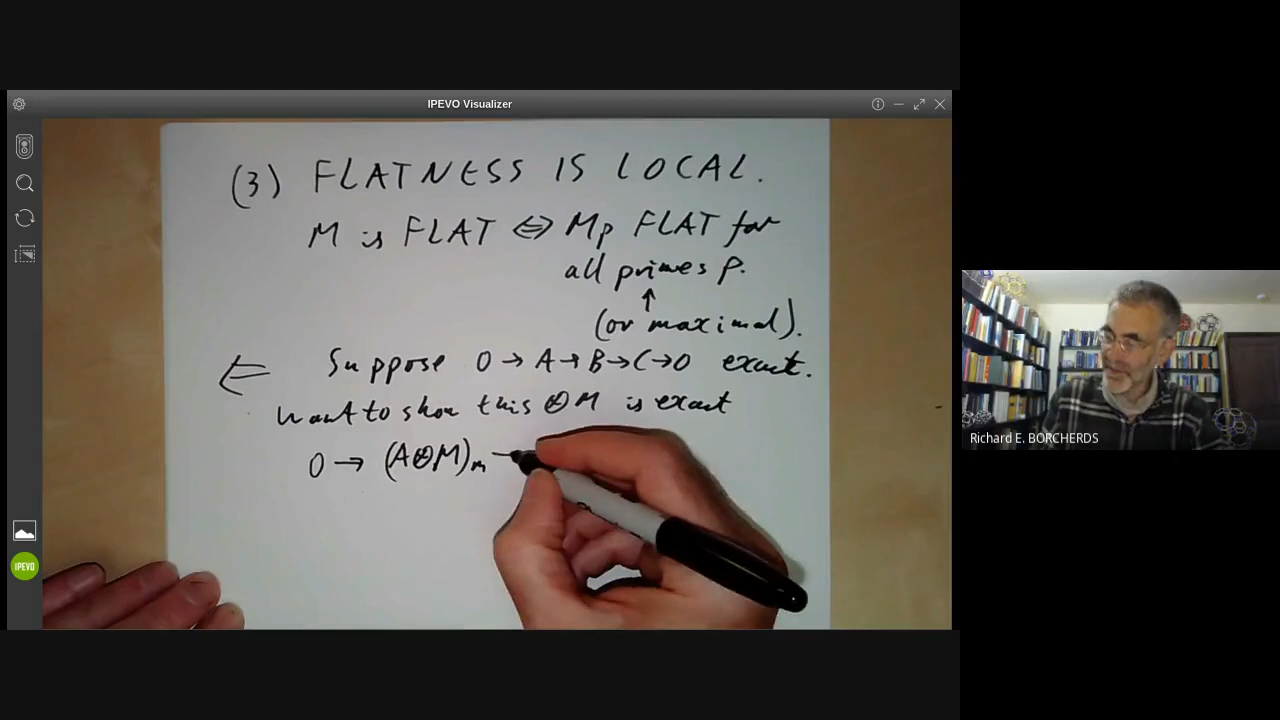 IPEVO Visualizer
(3) FLATNESS IS LOCAL.
M is FLAT ⇔ Mp FLAT for
all primes P.
↑
(or maximal).
⇐ Suppose 0 → A → B → C → 0 exact.
Want to show this ⊗ M is exact
0 → (A⊗M)m →
IPEVO
Richard E. BORCHERDS